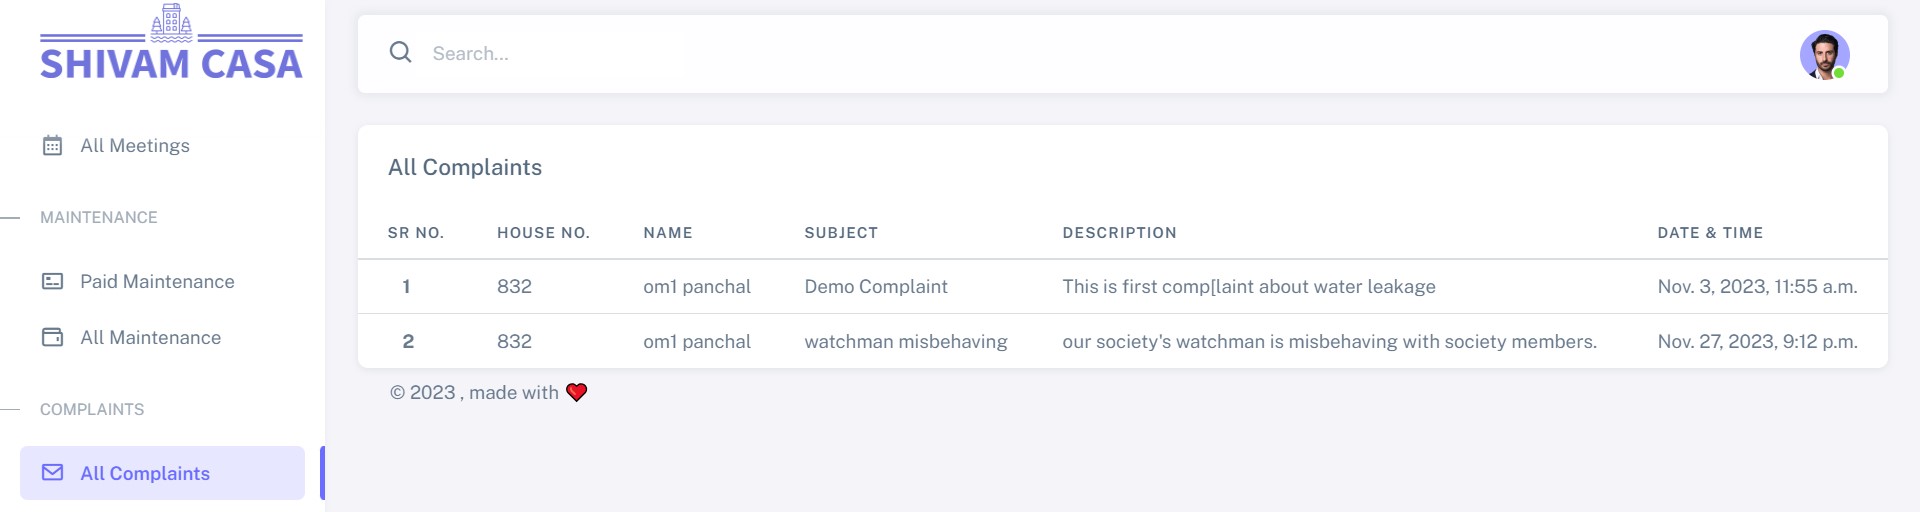 SHIVAM CASA
All Meetings
MAINTENANCE
Paid Maintenance
All Maintenance
COMPLAINTS
All Complaints
Search...
All Complaints
SR NO. HOUSE NO. NAME SUBJECT DESCRIPTION DATE & TIME
1 832 om1 panchal Demo Complaint This is first comp[laint about water leakage Nov. 3, 2023, 11:55 a.m.
2 832 om1 panchal watchman misbehaving our society's watchman is misbehaving with society members. Nov. 27, 2023, 9:12 p.m.
© 2023 , made with ❤️